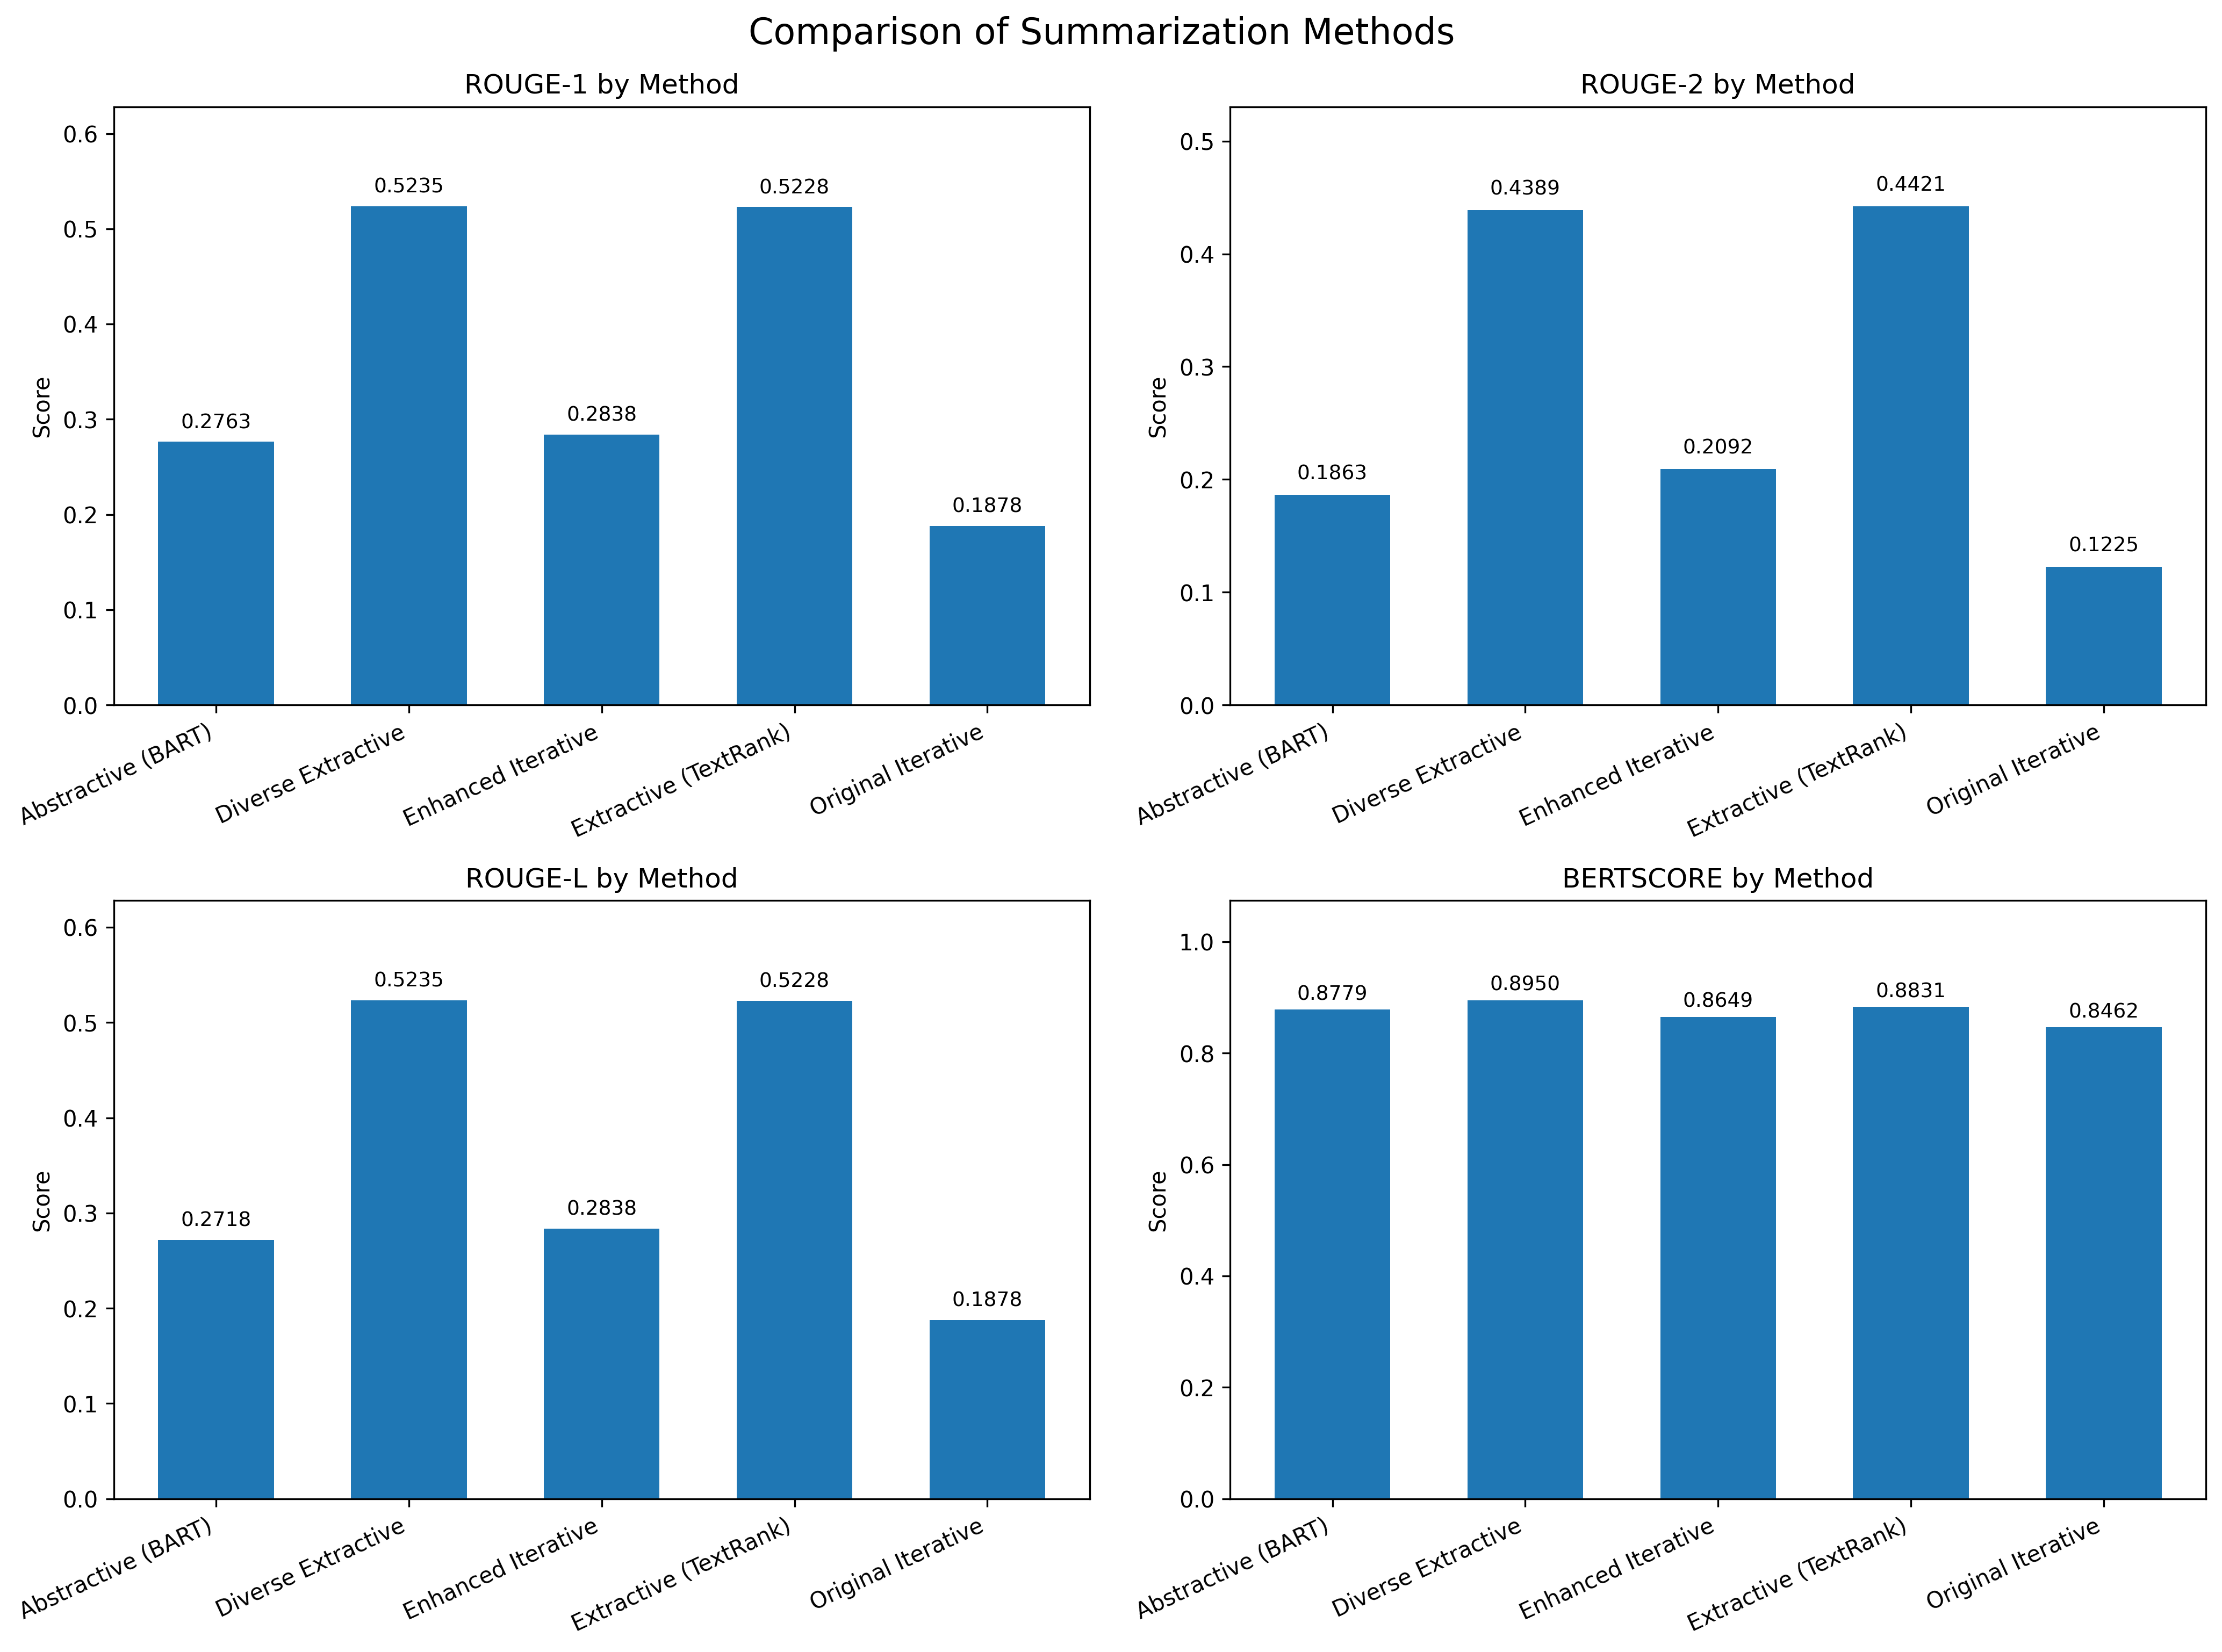 Comparison of Summarization Methods
ROUGE-1 by Method
Score
0.6
0.5
0.4
0.3
0.2
0.1
0.0
0.2763
0.5235
0.2838
0.5228
0.1878
Abstractive (BART)
Diverse Extractive
Enhanced Iterative
Extractive (TextRank)
Original Iterative
ROUGE-2 by Method
Score
0.5
0.4
0.3
0.2
0.1
0.0
0.1863
0.4389
0.2092
0.4421
0.1225
Abstractive (BART)
Diverse Extractive
Enhanced Iterative
Extractive (TextRank)
Original Iterative
ROUGE-L by Method
Score
0.6
0.5
0.4
0.3
0.2
0.1
0.0
0.2718
0.5235
0.2838
0.5228
0.1878
Abstractive (BART)
Diverse Extractive
Enhanced Iterative
Extractive (TextRank)
Original Iterative
BERTSCORE by Method
Score
1.0
0.8
0.6
0.4
0.2
0.0
0.8779
0.8950
0.8649
0.8831
0.8462
Abstractive (BART)
Diverse Extractive
Enhanced Iterative
Extractive (TextRank)
Original Iterative